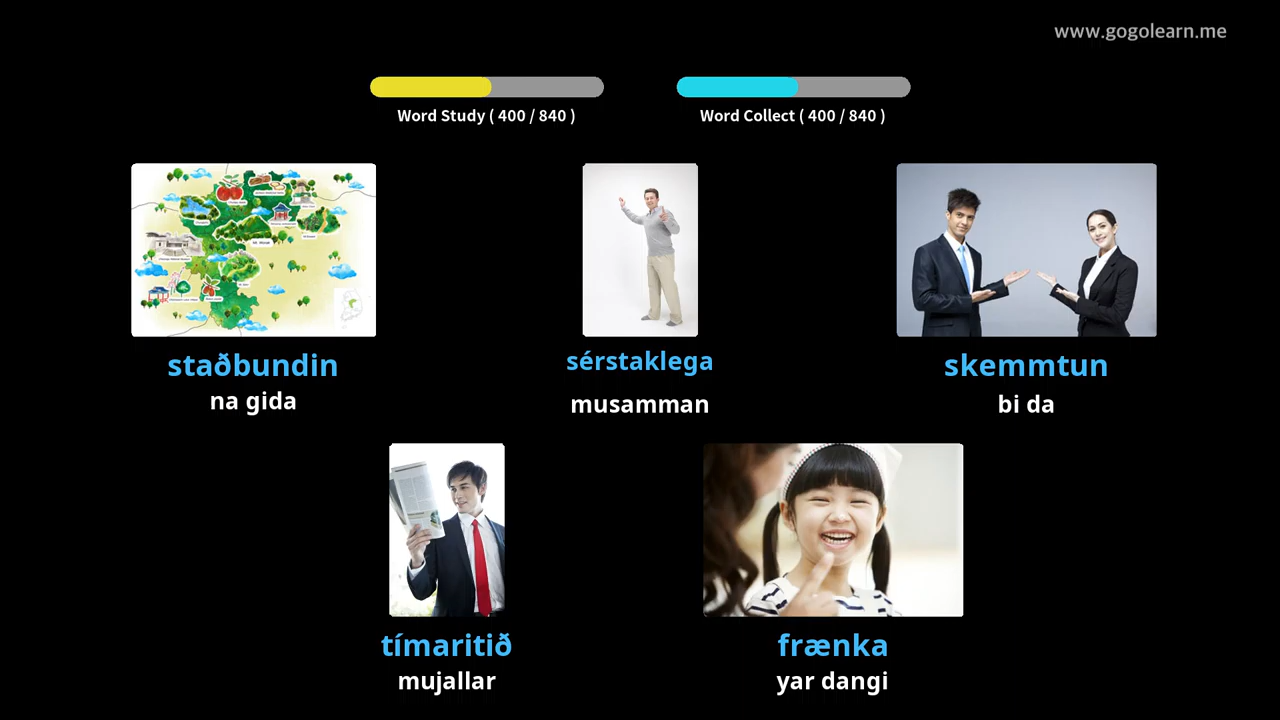 www.gogolearn.me
Word Study ( 400 / 840 )
Word Collect ( 400 / 840 )
staðbundin
na gida
sérstaklega
musamman
skemmtun
bi da
tímaritið
mujallar
frænka
yar dangi